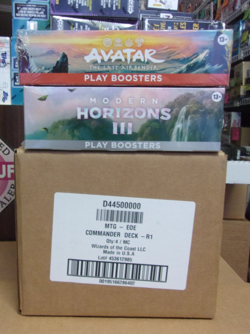 AVATAR
THE LAST AIRBENDER
13+
PLAY BOOSTERS
MODERN
HORIZONS
III
13+
PLAY BOOSTERS
D44500000
MTG - EOE
COMMANDER DECK - R1
Qty:4 / MC
Wizards of the Coast LLC
Made in U.S.A